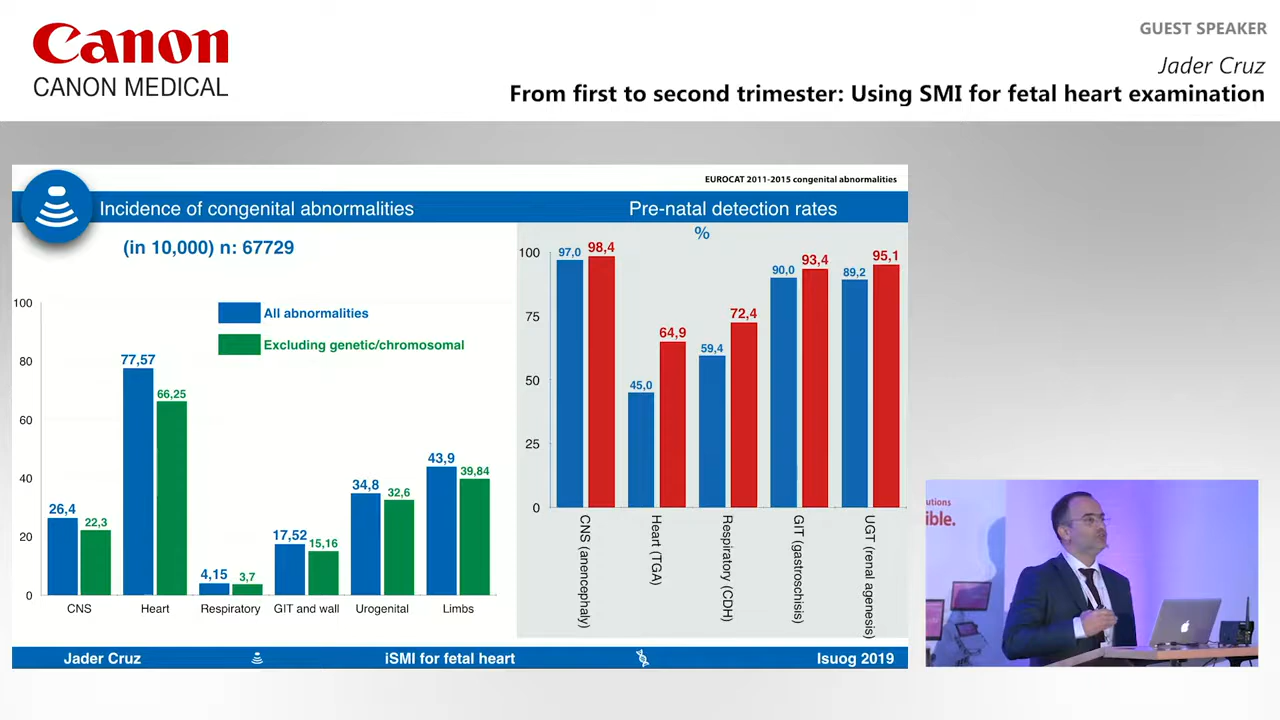 Canon
CANON MEDICAL
GUEST SPEAKER
Jader Cruz
From first to second trimester: Using SMI for fetal heart examination
EUROCAT 2011-2015 congenital abnormalities
Incidence of congenital abnormalities
Pre-natal detection rates
(in 10,000) n: 67729
%
All abnormalities
Excluding genetic/chromosomal
100
80
60
40
20
0
26,4
22,3
77,57
66,25
4,15
3,7
17,52
15,16
34,8
32,6
43,9
39,84
CNS
Heart
Respiratory
GIT and wall
Urogenital
Limbs
100
75
50
25
0
97,0
98,4
45,0
64,9
59,4
72,4
90,0
93,4
89,2
95,1
CNS (anencephaly)
Heart (TGA)
Respiratory (CDH)
GIT (gastroschisis)
UGT (renal agenesis)
Jader Cruz
iSMI for fetal heart
Isuog 2019
utions
ible.